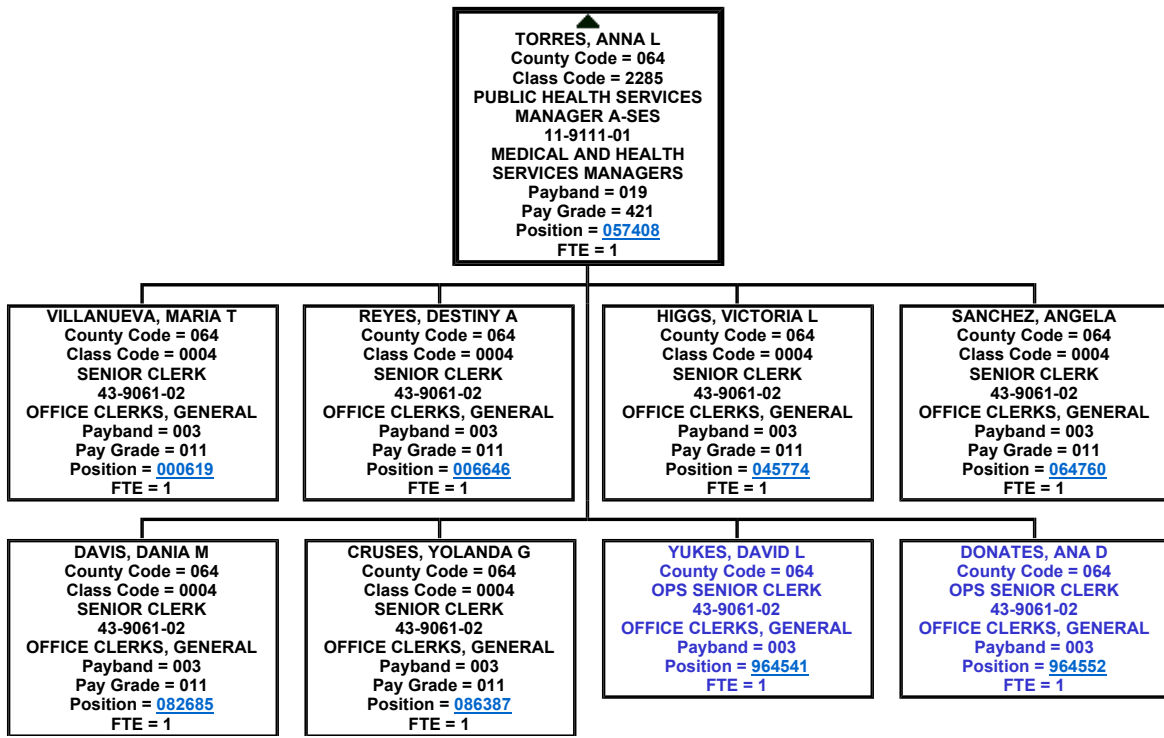 TORRES, ANNA L
County Code = 064
Class Code = 2285
PUBLIC HEALTH SERVICES
MANAGER A-SES
11-9111-01
MEDICAL AND HEALTH
SERVICES MANAGERS
Payband = 019
Pay Grade = 421
Position = 057408
FTE = 1
VILLANUEVA, MARIA T
County Code = 064
Class Code = 0004
SENIOR CLERK
43-9061-02
OFFICE CLERKS, GENERAL
Payband = 003
Pay Grade = 011
Position = 000619
FTE = 1
REYES, DESTINY A
County Code = 064
Class Code = 0004
SENIOR CLERK
43-9061-02
OFFICE CLERKS, GENERAL
Payband = 003
Pay Grade = 011
Position = 006646
FTE = 1
HIGGS, VICTORIA L
County Code = 064
Class Code = 0004
SENIOR CLERK
43-9061-02
OFFICE CLERKS, GENERAL
Payband = 003
Pay Grade = 011
Position = 045774
FTE = 1
SANCHEZ, ANGELA
County Code = 064
Class Code = 0004
SENIOR CLERK
43-9061-02
OFFICE CLERKS, GENERAL
Payband = 003
Pay Grade = 011
Position = 064760
FTE = 1
DAVIS, DANIA M
County Code = 064
Class Code = 0004
SENIOR CLERK
43-9061-02
OFFICE CLERKS, GENERAL
Payband = 003
Pay Grade = 011
Position = 082685
FTE = 1
CRUSES, YOLANDA G
County Code = 064
Class Code = 0004
SENIOR CLERK
43-9061-02
OFFICE CLERKS, GENERAL
Payband = 003
Pay Grade = 011
Position = 086387
FTE = 1
YUKES, DAVID L
County Code = 064
OPS SENIOR CLERK
43-9061-02
OFFICE CLERKS, GENERAL
Payband = 003
Position = 964541
FTE = 1
DONATES, ANA D
County Code = 064
OPS SENIOR CLERK
43-9061-02
OFFICE CLERKS, GENERAL
Payband = 003
Position = 964552
FTE = 1